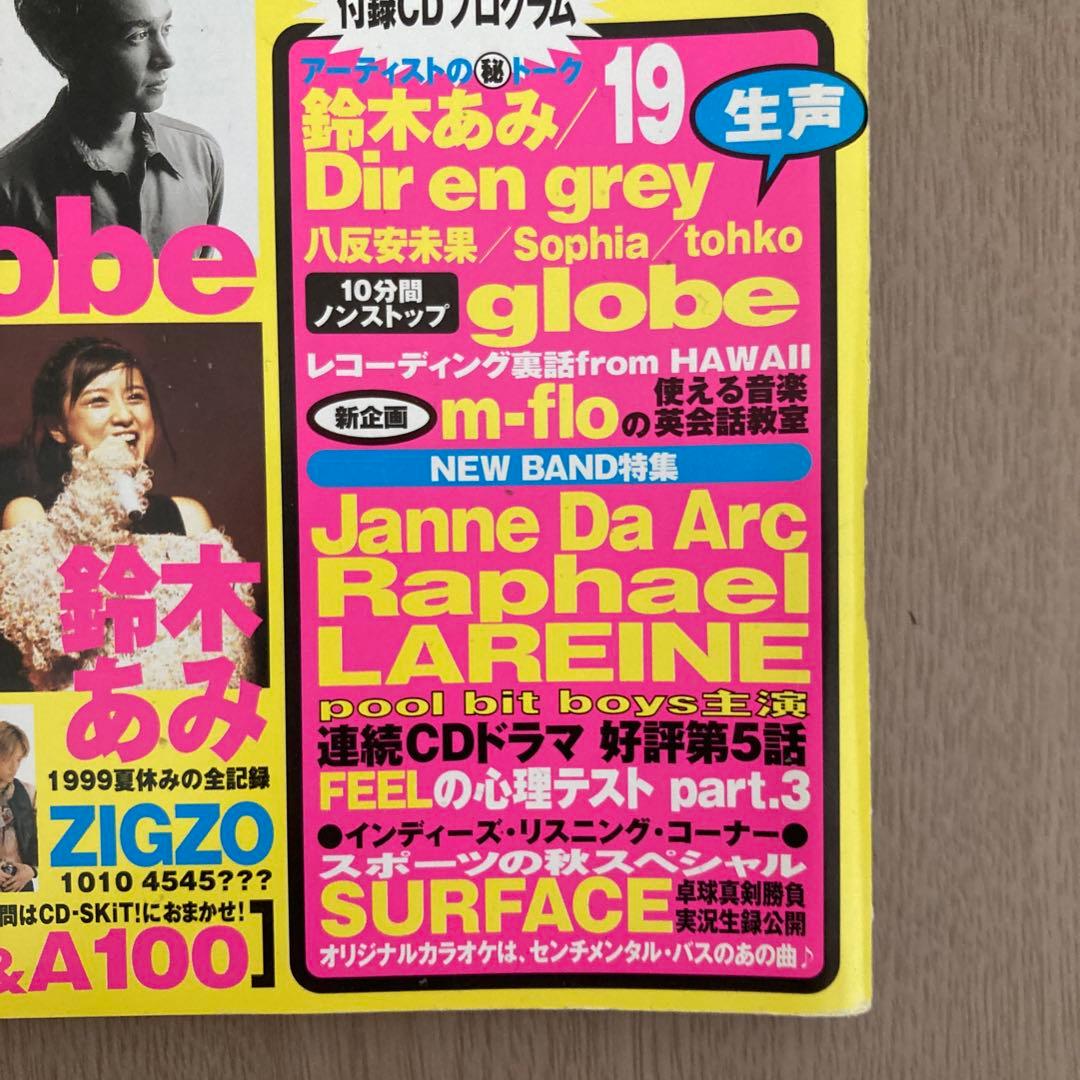 付録CDプログラム
アーティストの㊙トーク
鈴木あみ/19
生声
Dir en grey
八反安未果/Sophia/tohko
10分間
ノンストップ
globe
レコーディング裏話from HAWAII
新企画
m-floの
使える音楽
英会話教室
NEW BAND特集
Janne Da Arc
Raphael
LAREINE
pool bit boys主演
連続CDドラマ 好評第5話
FEELの心理テスト part.3
●インディーズ・リスニング・コーナー●
スポーツの秋スペシャル
SURFACE
卓球真剣勝負
実況生録公開
オリジナルカラオケは、センチメンタル・バスのあの曲♪
obe
鈴木
あみ
1999夏休みの全記録
ZIGZO
1010 4545???
問はCD-SKiT!におまかせ!
&A100]